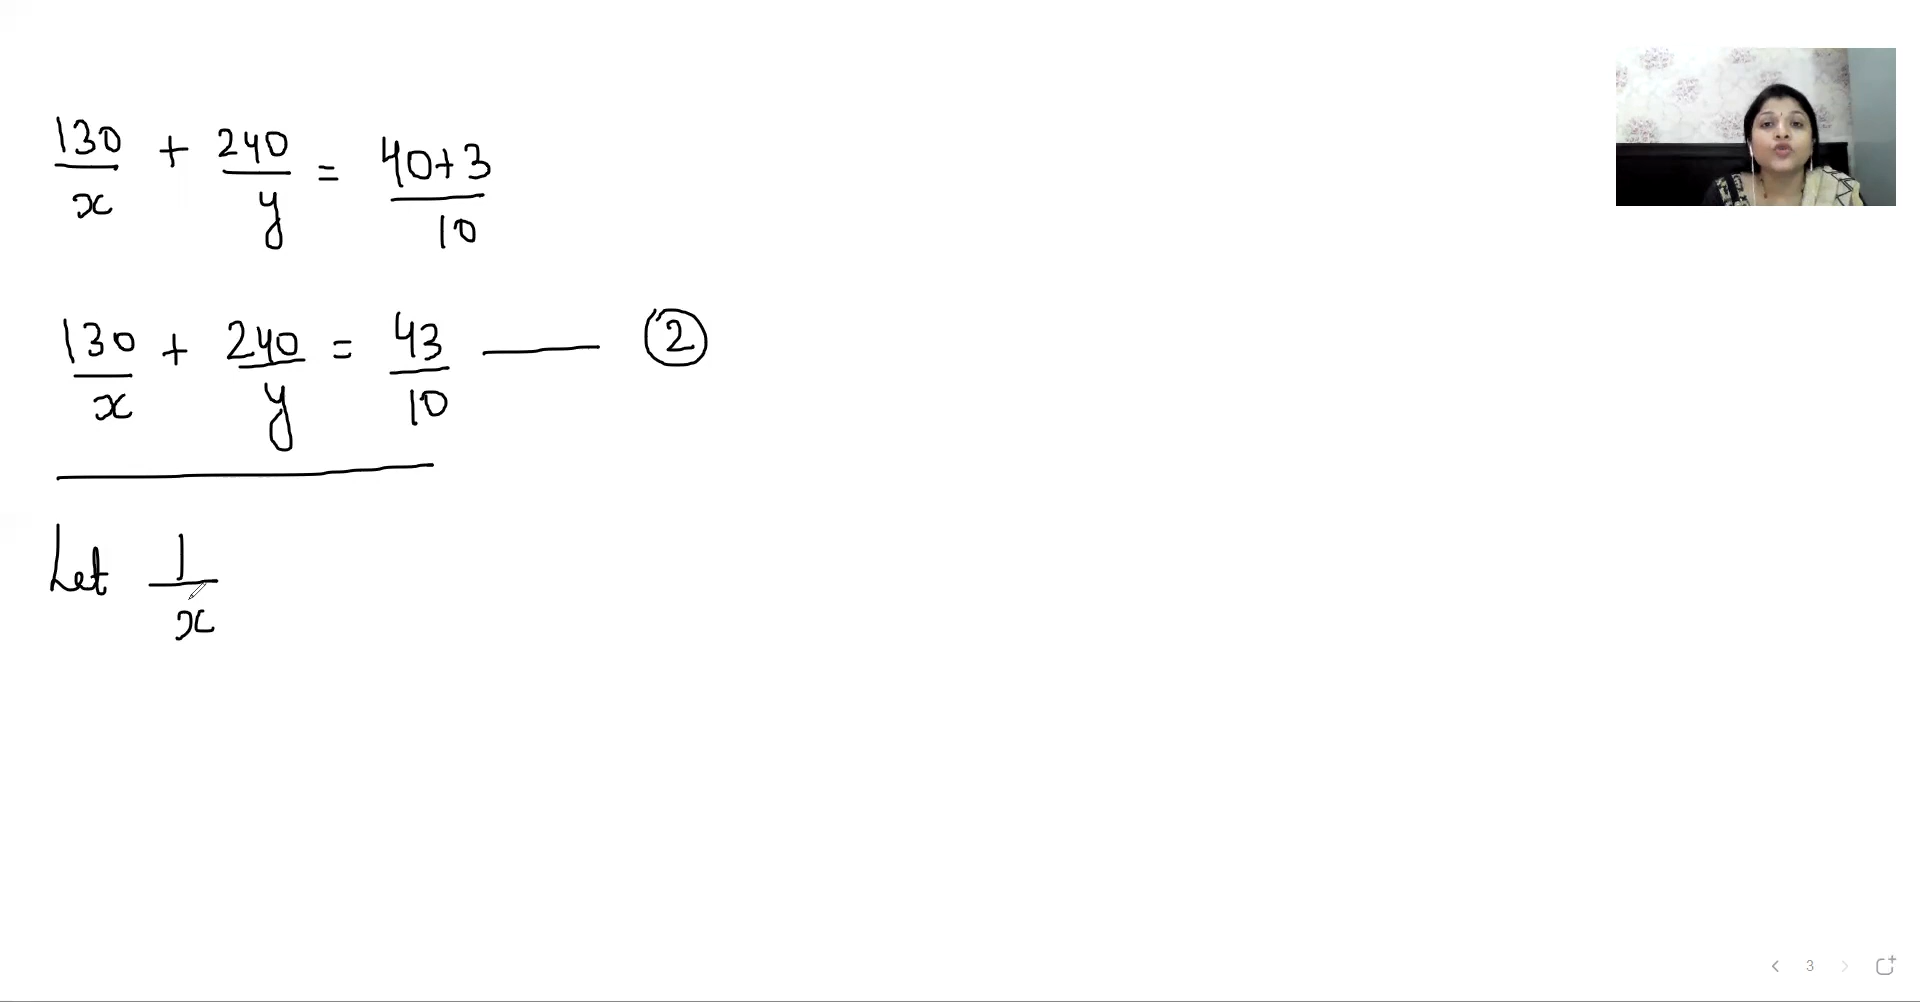 130/x + 240/y = 40+3/10
130/x + 240/y = 43/10 —— ②
Let 1/x
3